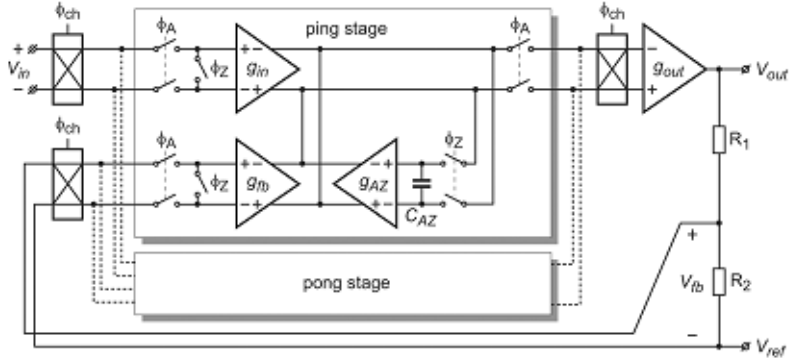 ϕch
ping stage
ϕch
+
ϕA
ϕZ
+ -
- +
gin
ϕA
-
+
gout
Vout
Vin
-
ϕch
ϕA
ϕZ
R1
ϕZ
+ -
- +
gfb
- +
+ -
gAZ
CAZ
+
pong stage
Vfb
R2
-
Vref